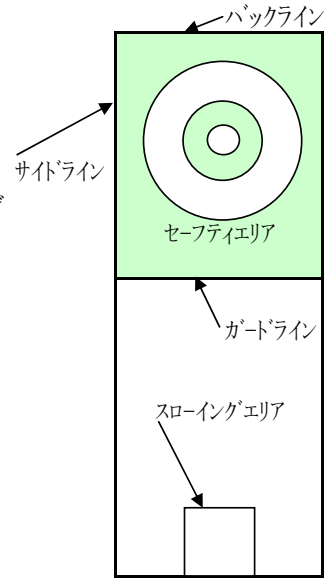 バックライン
サイドライン
セーフティエリア
ガードライン
スローイングエリア